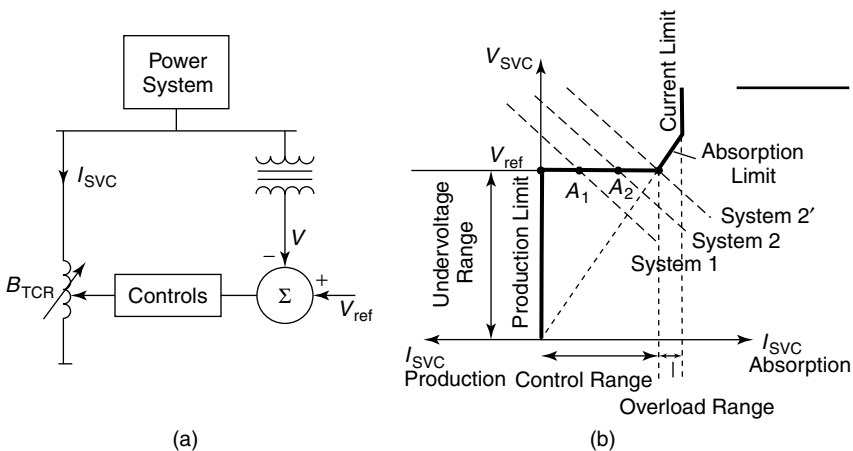 Power
System
I_SVC
V
−
+
B_TCR
Controls
Σ
V_ref
(a)
V_SVC
Current Limit
V_ref
Absorption
Limit
A_1
A_2
System 2′
System 2
System 1
Undervoltage
Range
Production Limit
I_SVC
Production
Control Range
I_SVC
Absorption
Overload Range
(b)